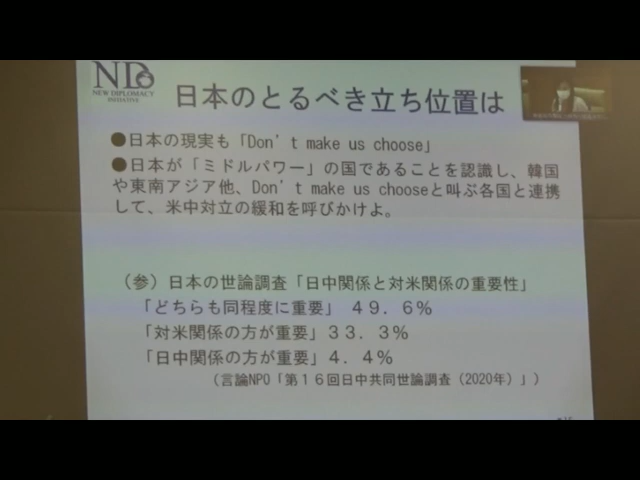 ND
NEW DIPLOMACY
INITIATIVE
日本のとるべき立ち位置は
●日本の現実も「Don't make us choose」
●日本が「ミドルパワー」の国であることを認識し、韓国
や東南アジア他、Don't make us chooseと叫ぶ各国と連携
して、米中対立の緩和を呼びかけよ。
（参）日本の世論調査「日中関係と対米関係の重要性」
「どちらも同程度に重要」 ４９．６％
「対米関係の方が重要」３３．３％
「日中関係の方が重要」４．４％
（言論NPO「第１６回日中共同世論調査（2020年）」）